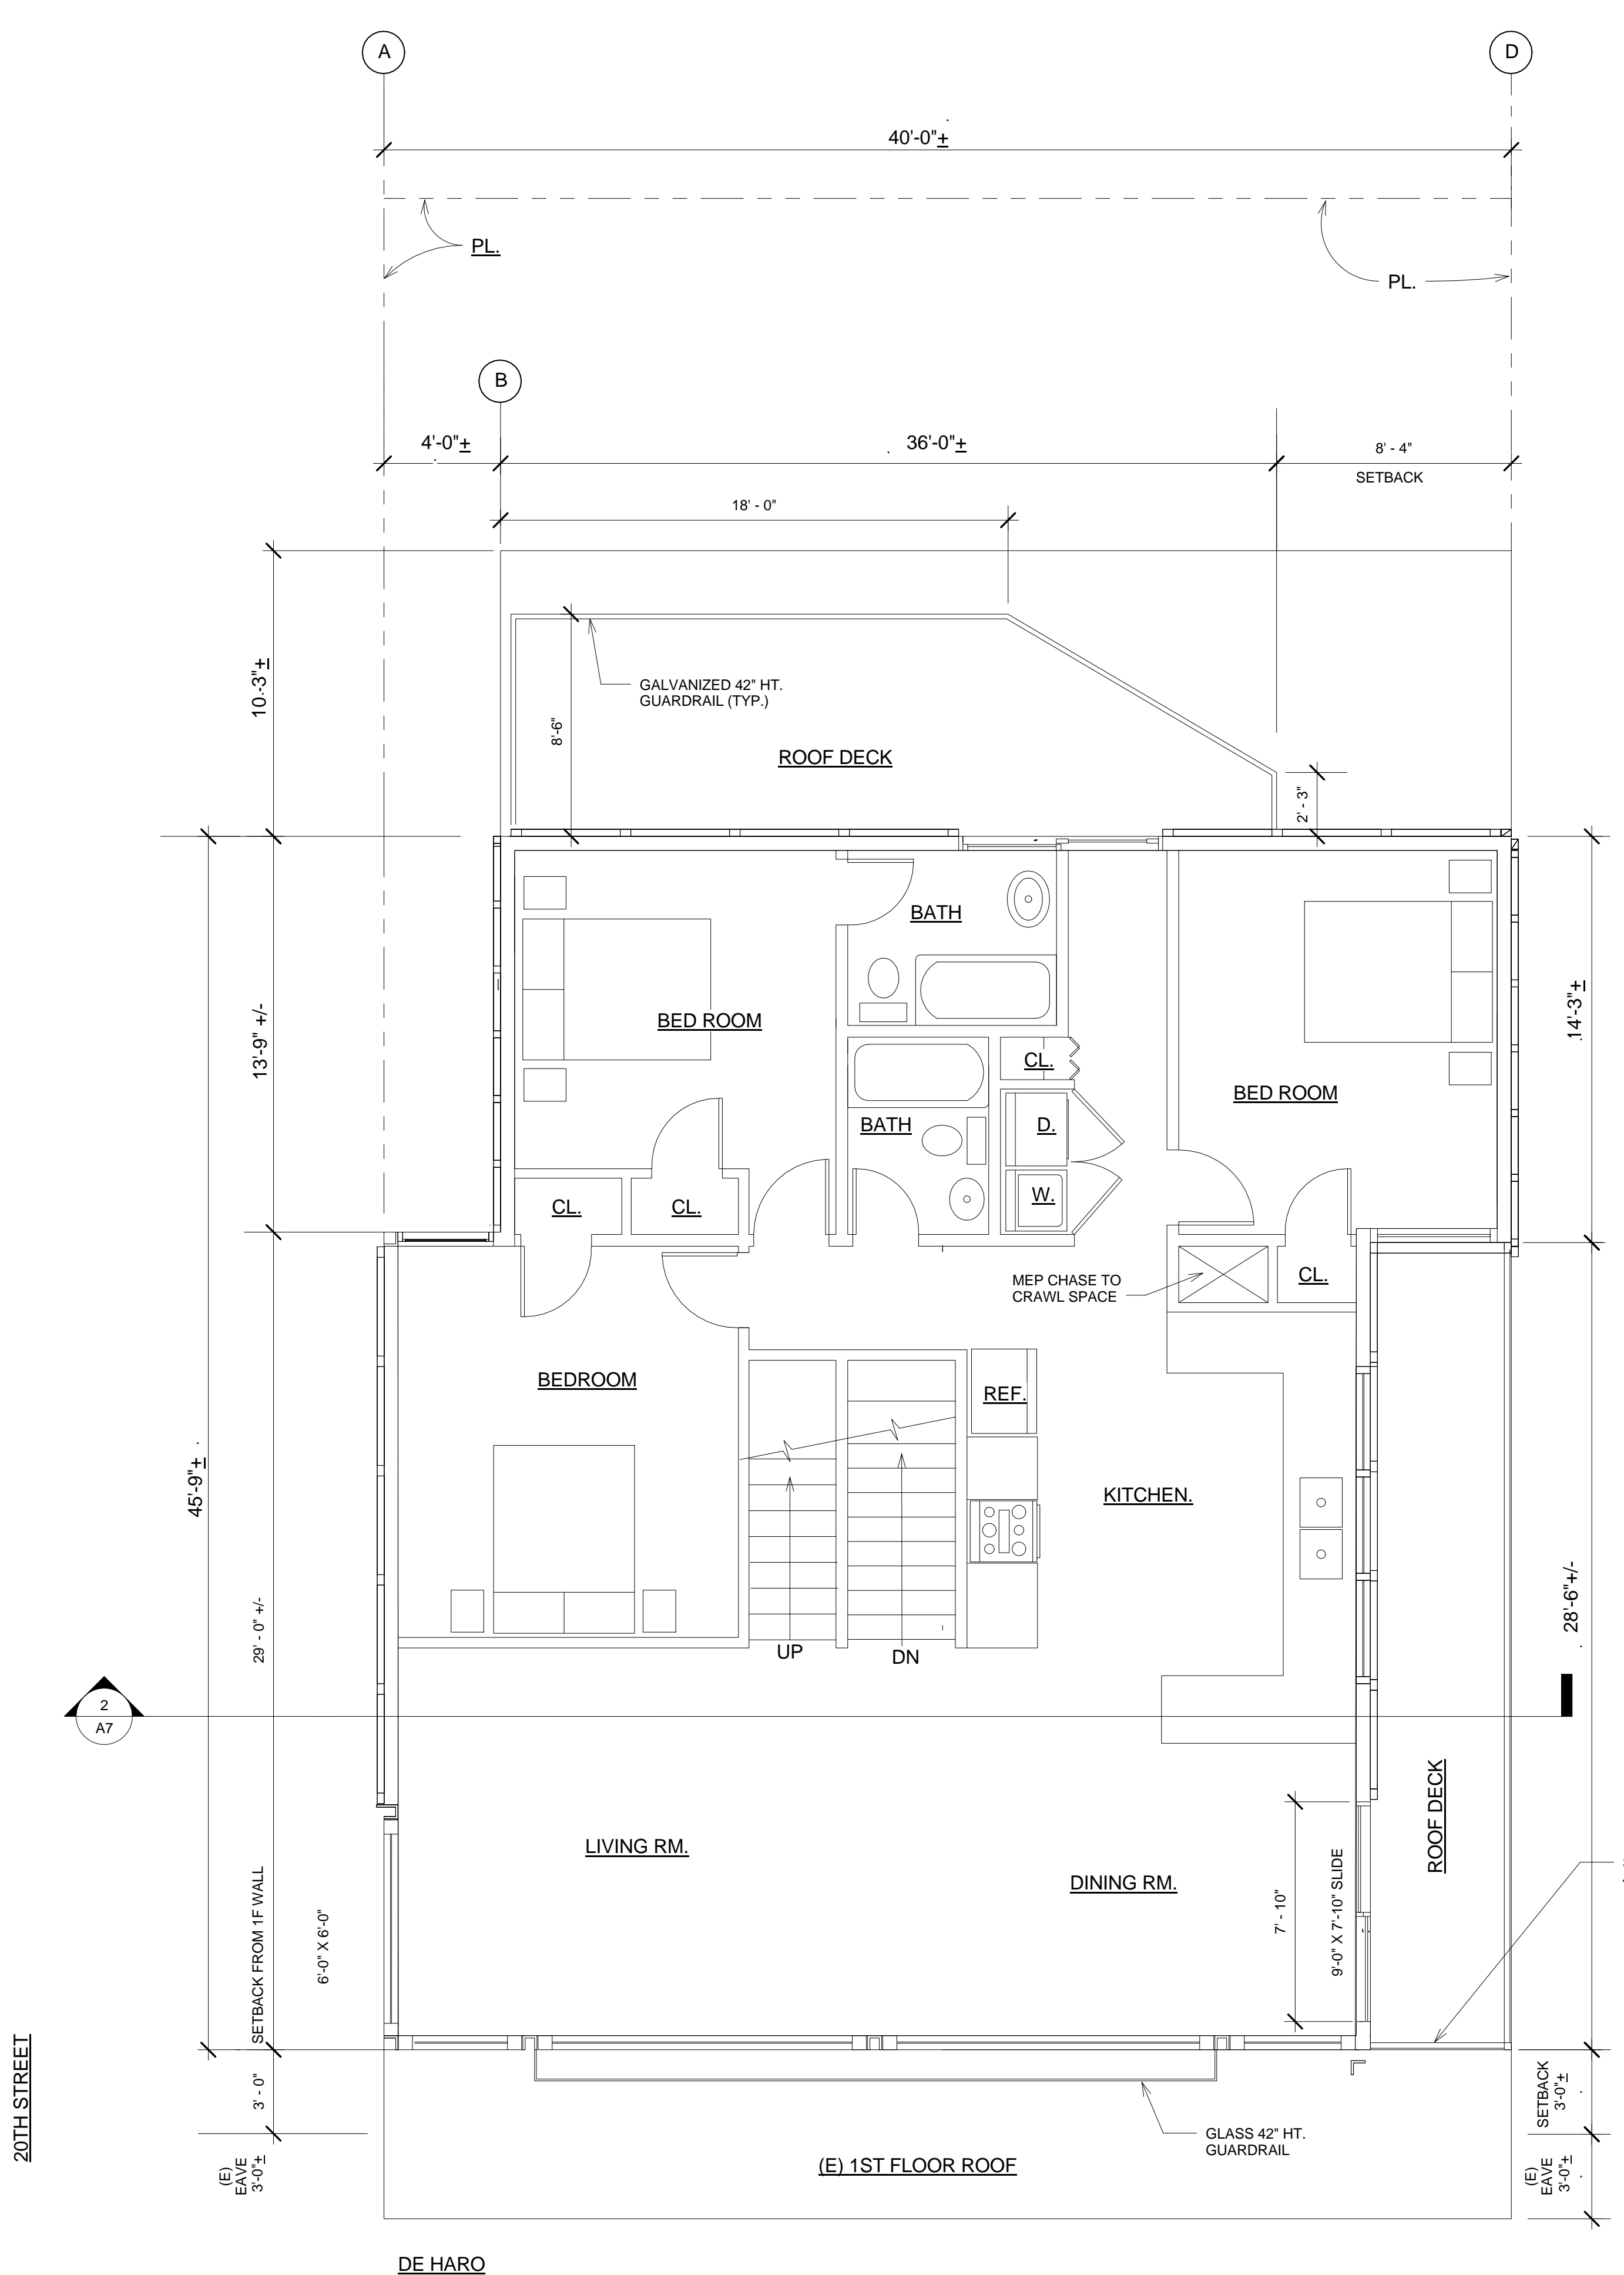 A
D
40'-0"±
PL.
PL.
B
4'-0"±
36'-0"±
8' - 4"
SETBACK
18' - 0"
10'-3"±
GALVANIZED 42" HT.
GUARDRAIL (TYP.)
8'-6"
ROOF DECK
2' - 3"
BATH
13'-9" +/-
BED ROOM
14'-3"±
CL.
BED ROOM
BATH
D.
W.
CL.
CL.
MEP CHASE TO
CRAWL SPACE
CL.
BEDROOM
REF.
45'-9"±
KITCHEN.
29' - 0" +/-
28'-6"+/-
UP
DN
2
A7
ROOF DECK
LIVING RM.
DINING RM.
SETBACK FROM 1F WALL
6'-0" X 6'-0"
7' - 10"
9'-0" X 7'-10" SLIDE
20TH STREET
3' - 0"
SETBACK
3'-0"±
GLASS 42" HT.
GUARDRAIL
(E) 1ST FLOOR ROOF
(E)
EAVE
3'-0"±
(E)
EAVE
3'-0"±
DE HARO